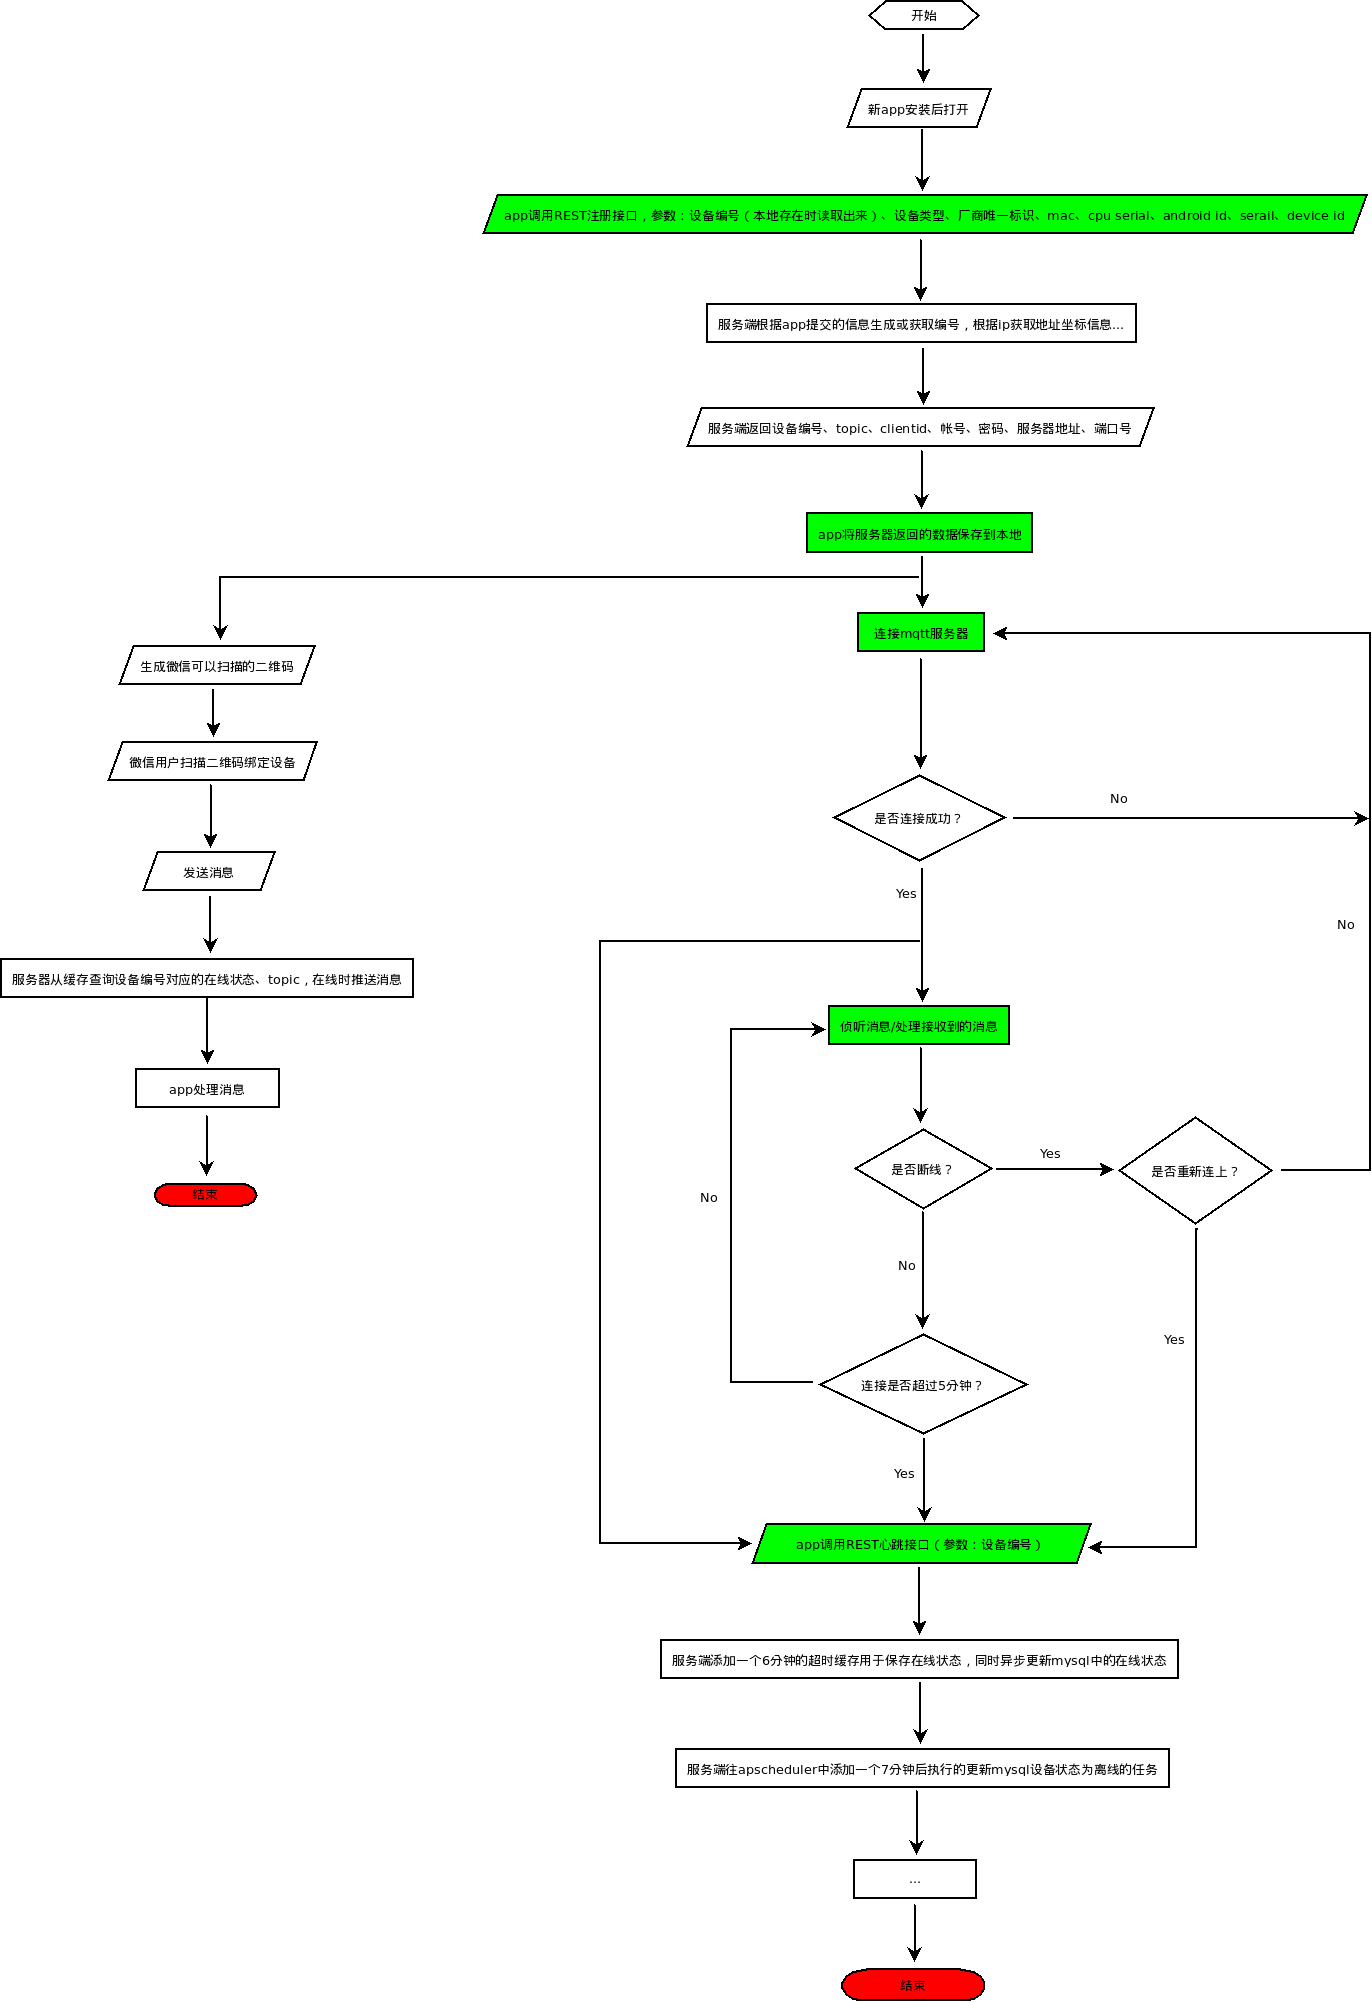 开始
新app安装后打开
app调用REST注册接口，参数：设备编号（本地存在时读取出来）、设备类型、厂商唯一标识、mac、cpu serial、android id、serail、device id
服务端根据app提交的信息生成或获取编号，根据ip获取地址坐标信息...
服务端返回设备编号、topic、clientid、帐号、密码、服务器地址、端口号
app将服务器返回的数据保存到本地
连接mqtt服务器
生成微信可以扫描的二维码
微信用户扫描二维码绑定设备
No
是否连接成功？
发送消息
Yes
No
服务器从缓存查询设备编号对应的在线状态、topic，在线时推送消息
侦听消息/处理接收到的消息
app处理消息
Yes
是否断线？
是否重新连上？
结束
No
No
Yes
连接是否超过5分钟？
Yes
app调用REST心跳接口（参数：设备编号）
服务端添加一个6分钟的超时缓存用于保存在线状态，同时异步更新mysql中的在线状态
服务端往apscheduler中添加一个7分钟后执行的更新mysql设备状态为离线的任务
...
结束